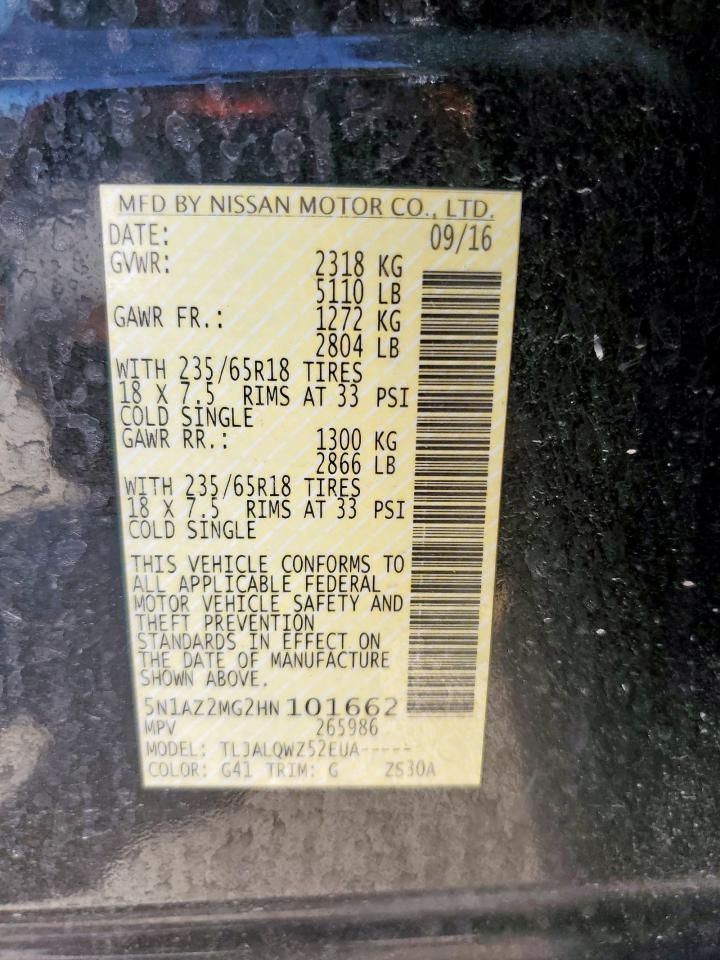 MFD BY NISSAN MOTOR CO., LTD.
DATE: 09/16
GVWR: 2318 KG
5110 LB
GAWR FR.: 1272 KG
2804 LB
WITH 235/65R18 TIRES
18 X 7.5 RIMS AT 33 PSI
COLD SINGLE
GAWR RR.: 1300 KG
2866 LB
WITH 235/65R18 TIRES
18 X 7.5 RIMS AT 33 PSI
COLD SINGLE
THIS VEHICLE CONFORMS TO
ALL APPLICABLE FEDERAL
MOTOR VEHICLE SAFETY AND
THEFT PREVENTION
STANDARDS IN EFFECT ON
THE DATE OF MANUFACTURE
SHOWN ABOVE.
5N1AZ2MG2HN101662
MPV 265986
MODEL: TLJALQWZ52EUA-----
COLOR: G41 TRIM: G ZS30A